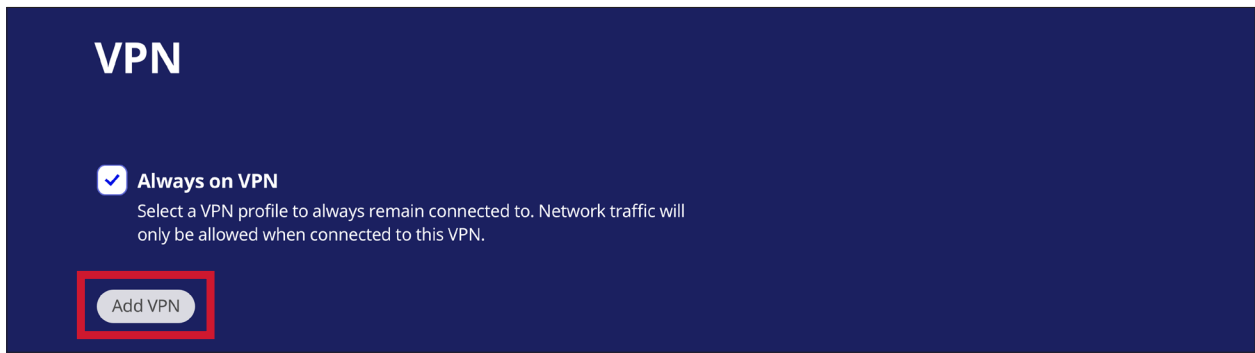 VPN
Always on VPN
Select a VPN profile to always remain connected to. Network traffic will
only be allowed when connected to this VPN.
Add VPN